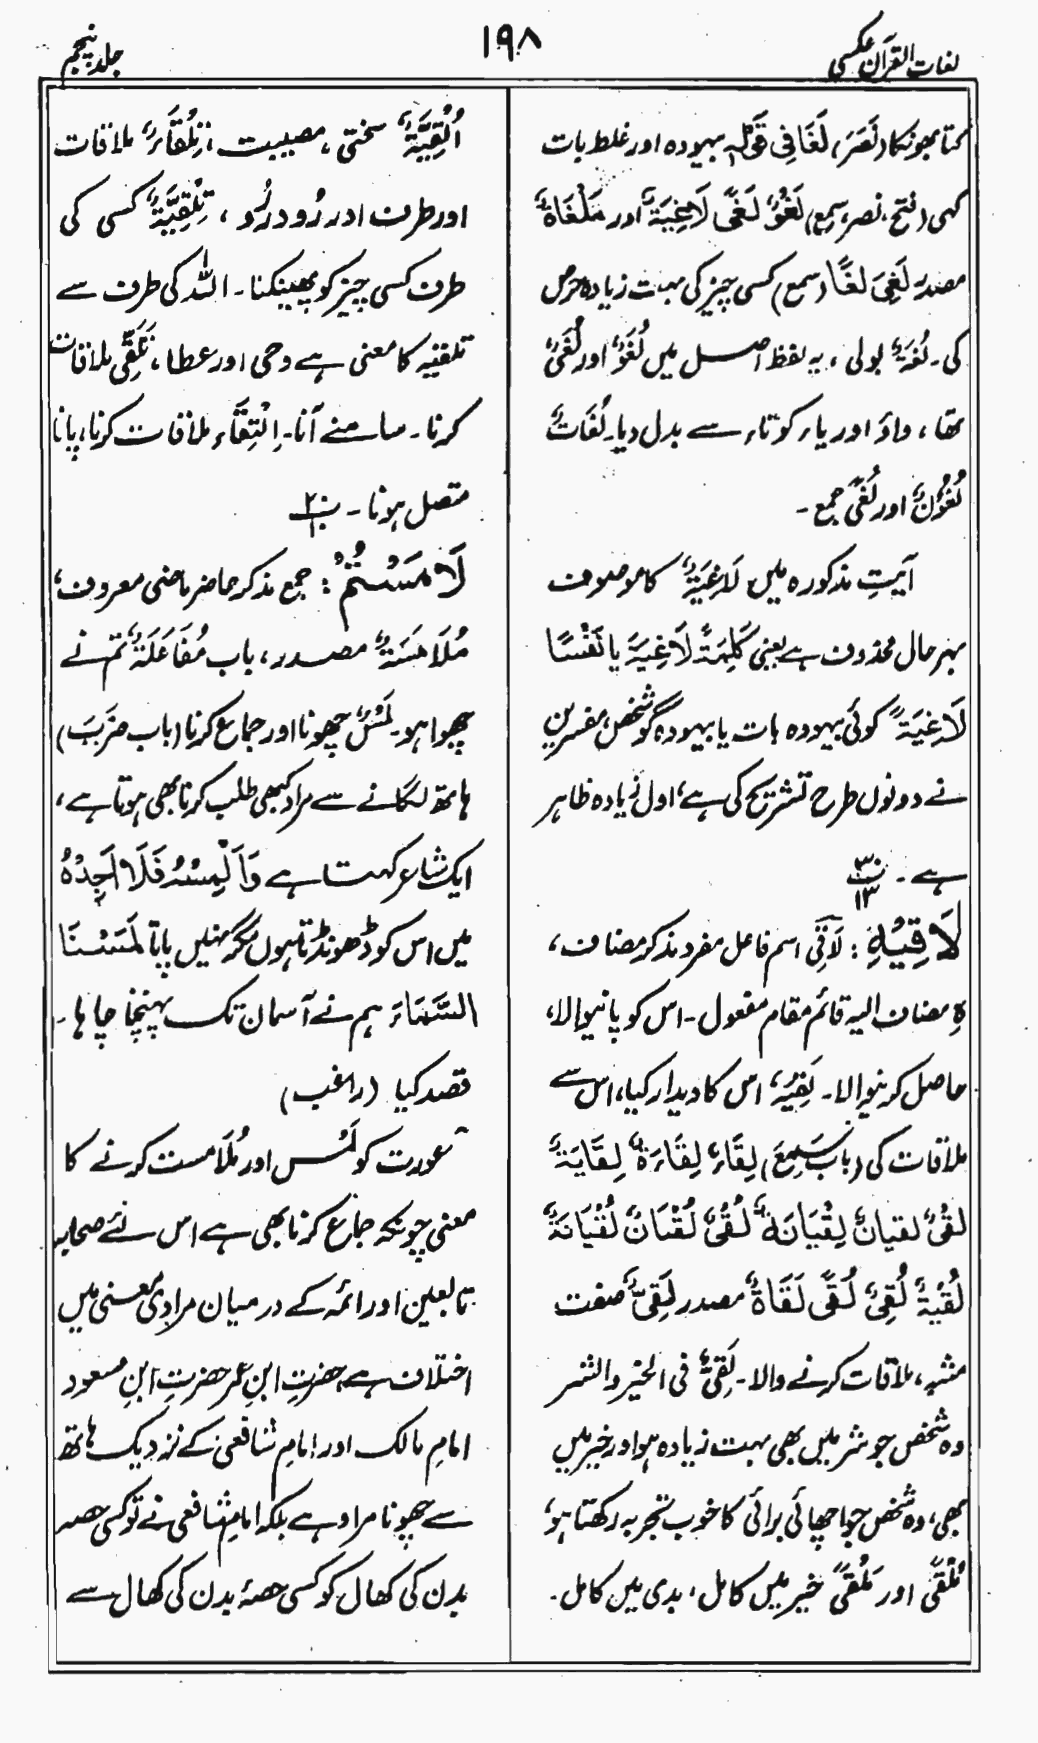 لغات القرآن عکسی
۱۹۸
جلد پنجم
کتا بھونکا (نَصَرَ) لَغَا فِی قَوْلِہٖ بیہودہ اور غلط بات
کہی (فتح، نصر، سمع) لَغْوٌ لَغًی لَاغِیَۃٌ اور مَلْغَاۃٌ
مصدر لَغِیَ لَغًا (سمع) کسی چیز کی بہت زیادہ حرص
کی۔ لُغَۃٌ بولی، یہ لفظ اصل میں لُغَوٌ اور لُغَیٌ
تھا، واؤ اور یاء کو تاء سے بدل دیا۔ لُغَاتٌ
لُغُوْنَ اور لُغًی جمع۔
آیتِ مذکورہ میں لَاغِیَۃً کا موصوف
بہرحال محذوف ہے یعنی کَلِمَۃً لَاغِیَۃً یا نَفْسًا
لَاغِیَۃً کوئی بیہودہ بات یا بیہودہ گو شخص، مفسرین
نے دونوں طرح تشریح کی ہے، اول زیادہ ظاہر
ہے۔ ۳۰ ۱۳
لَاقِیْہِ: لَاقِی اسم فاعل مفرد مذکر مضاف،
ہِ مضاف الیہ قائم مقام مفعول۔ اس کو پانیوالا،
حاصل کرنیوالا۔ لَقِیَہٗ اس کا دیدار کیا، اس سے
ملاقات کی (باب سَمِعَ) لِقَاءٌ لِقَاءَۃٌ لِقَایَۃٌ
لُقِیٌّ لقیانٌ لِقْیَانَۃٌ لُقْیٌ لُقْیَانٌ لُقْیَانَۃٌ
لُقْیَۃٌ لُقِیٌّ لُقًی لَقَاۃٌ مصدر لَقِیٌّ صفت
مشبہ، ملاقات کرنے والا۔ لَقِیٌّ فی الخیر والشر
وہ شخص جو شر میں بھی بہت زیادہ ہو اور خیر میں
بھی، وہ شخص جو اچھائی برائی کا خوب تجربہ رکھتا ہو،
مُلْقًی اور مَلْقًی خیر میں کامل، بدی میں کامل۔
اُلْقِیَّۃٌ سختی، مصیبت، تِلْقَاءٌ ملاقات
اور طرف اور رُو در رُو، تَلْقِیَۃٌ کسی کی
طرف کسی چیز کو پھینکنا۔ اللہ کی طرف سے
تلقیہ کا معنی ہے وحی اور عطا، تَلَقِّی ملاقات
کرنا۔ سامنے آنا۔ اِلْتِقَاء ملاقات کرنا، پانا
متصل ہونا۔ ۲۰ ۱۰
لَامَسْتُمْ: جمع مذکر حاضر ماضی معروف،
مُلَامَسَۃٌ مصدر، باب مُفَاعَلَۃٌ تم نے
چھوا ہو۔ لَمْسٌ چھونا اور جماع کرنا (باب ضَرَبَ)
ہاتھ لگانے سے مراد کبھی طلب کرنا بھی ہوتا ہے،
ایک شاعر کہتا ہے وَاَلْمِسُہٗ فَلَا اَجِدُہٗ
میں اس کو ڈھونڈتا ہوں مگر نہیں پاتا لَمَسْنَا
السَّمَاءَ ہم نے آسمان تک پہنچنا چاہا۔
قصد کیا (راغب)
عورت کو لَمْس اور مُلَامست کرنے کا
معنی چونکہ جماع کرنا بھی ہے اس لئے صحابہ
تابعین اور ائمہ کے درمیان مرادی معنی میں
اختلاف ہے، حضرتِ ابنِ عمر حضرتِ ابنِ مسعود
امامِ مالک اور امامِ شافعی کے نزدیک ہاتھ
سے چھونا مراد ہے بلکہ امام شافعی نے تو کسی حصہ
بدن کی کھال کو کسی حصۂ بدن کی کھال سے